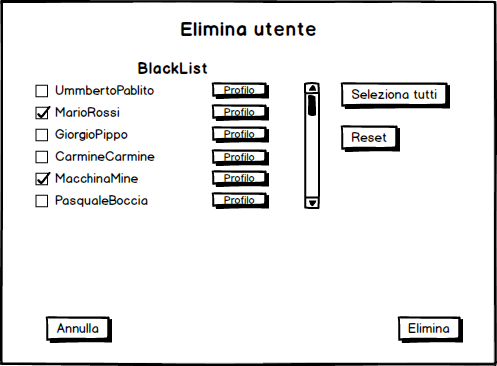 Elimina utente
BlackList
UmmbertoPablito Profilo
Seleziona tutti
MarioRossi Profilo
GiorgioPippo Profilo
Reset
CarmineCarmine Profilo
MacchinaMine Profilo
PasqualeBoccia Profilo
Annulla
Elimina